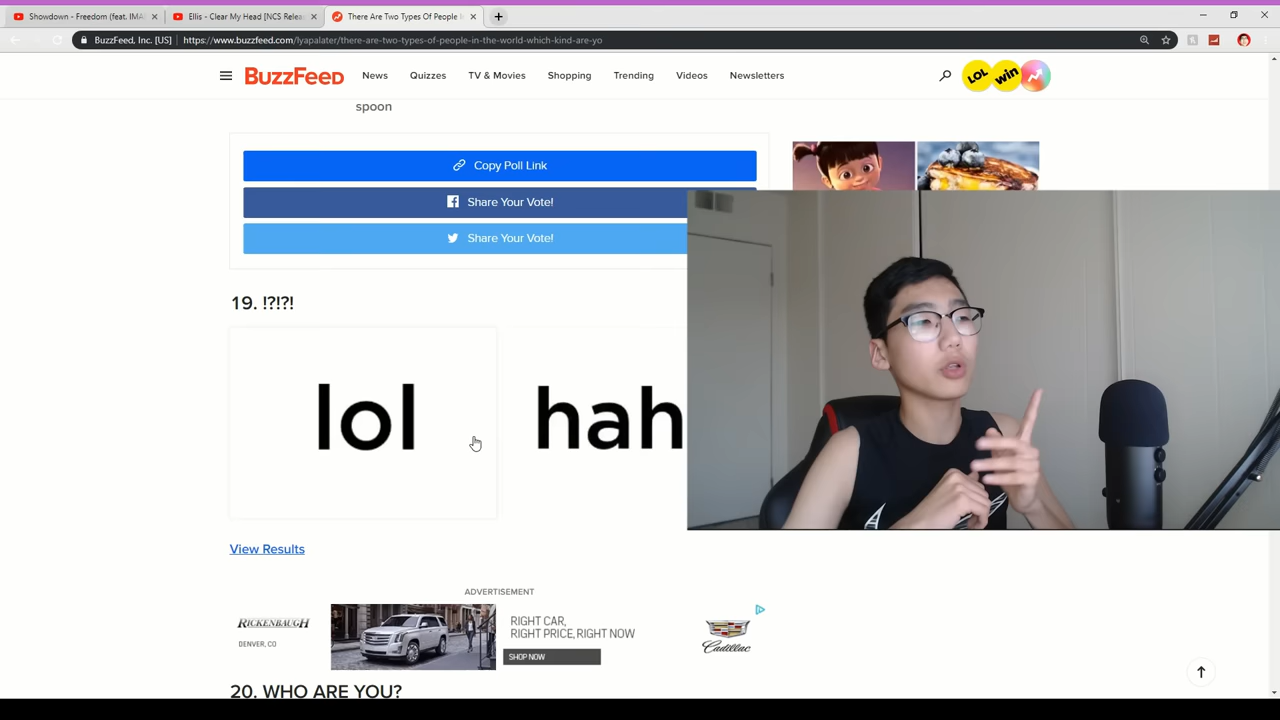 Showdown - Freedom (feat. IMA
Ellis - Clear My Head [NCS Relea
There Are Two Types Of People I
BuzzFeed, Inc. [US]
https://www.buzzfeed.com/lyapalater/there-are-two-types-of-people-in-the-world-which-kind-are-yo
BuzzFeed
News
Quizzes
TV & Movies
Shopping
Trending
Videos
Newsletters
LOL
win
spoon
Copy Poll Link
Share Your Vote!
Share Your Vote!
19. !?!?!
lol
hah
View Results
ADVERTISEMENT
RICKENBAUGH
DENVER, CO
RIGHT CAR,
RIGHT PRICE, RIGHT NOW
SHOP NOW
Cadillac
20. WHO ARE YOU?